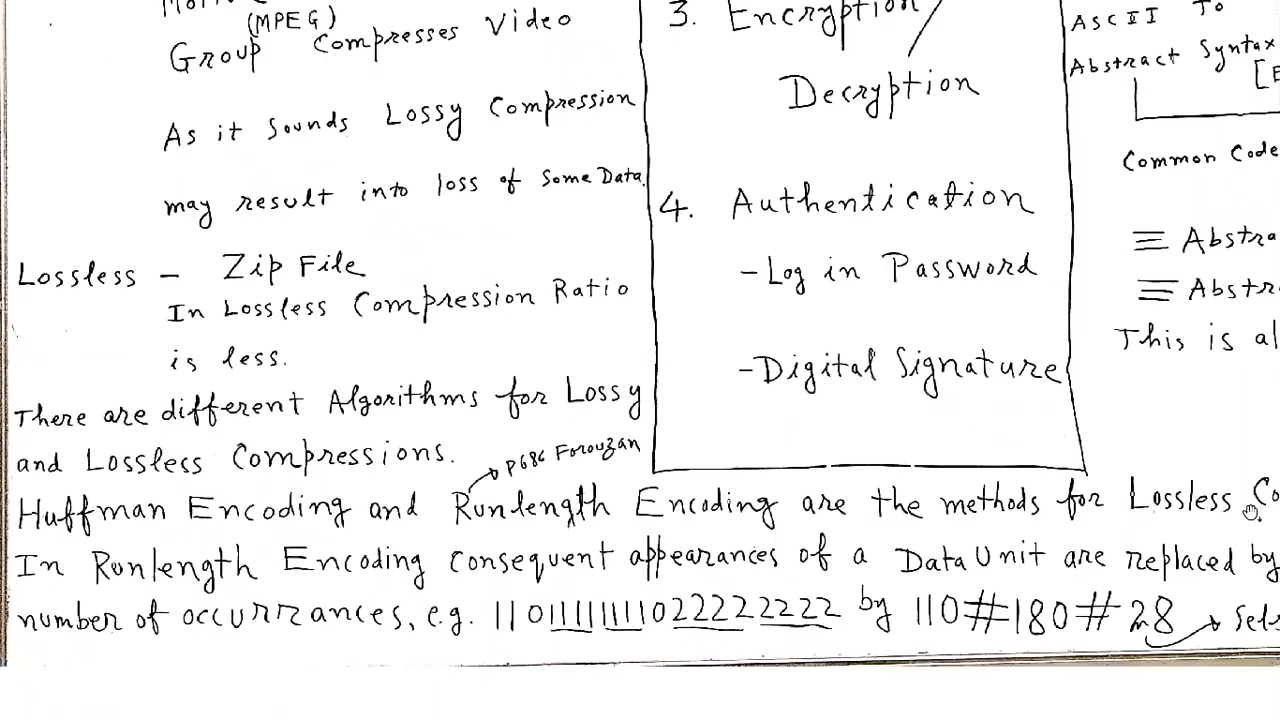 (MPEG)
Group Compresses Video
As it sounds Lossy Compression
may result into loss of some Data.
Lossless - Zip File
In Lossless Compression Ratio
is less.
There are different Algorithms for Lossy
and Lossless Compressions.
P686 Forouzan
3. Encryption/
Decryption
4. Authentication
-Log in Password
-Digital Signature
ASCII To
Abstract Syntax
[E
Common Code
≡ Abstra
≡ Abstr
This is al
Huffman Encoding and Runlength Encoding are the methods for Lossless Co
In Runlength Encoding Consequent appearances of a Data Unit are replaced by
number of occurrances, e.g. 11011111111022222222 by 110#180#28